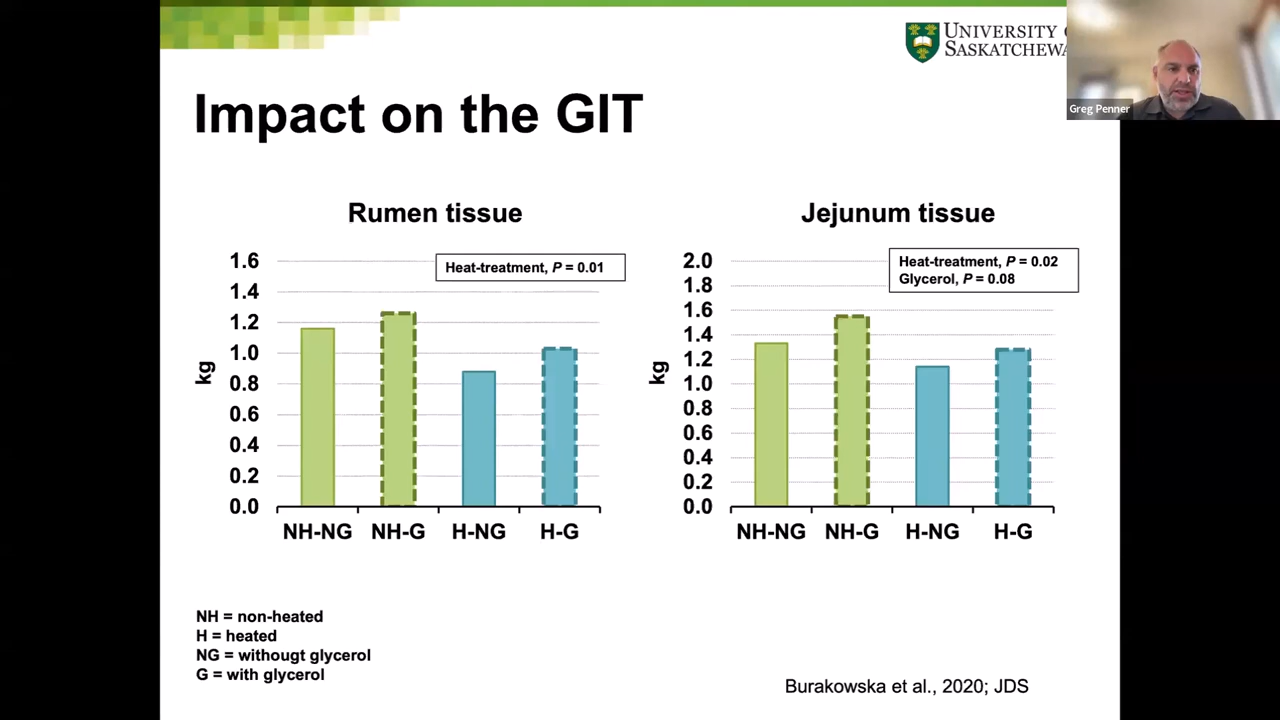 UNIVERSITY
SASKATCHEWA
Greg Penner
Impact on the GIT
Rumen tissue
Heat-treatment, P = 0.01
kg
1.6
1.4
1.2
1.0
0.8
0.6
0.4
0.2
0.0
NH-NG NH-G H-NG H-G
Jejunum tissue
Heat-treatment, P = 0.02
Glycerol, P = 0.08
kg
2.0
1.8
1.6
1.4
1.2
1.0
0.8
0.6
0.4
0.2
0.0
NH-NG NH-G H-NG H-G
NH = non-heated
H = heated
NG = withougt glycerol
G = with glycerol
Burakowska et al., 2020; JDS